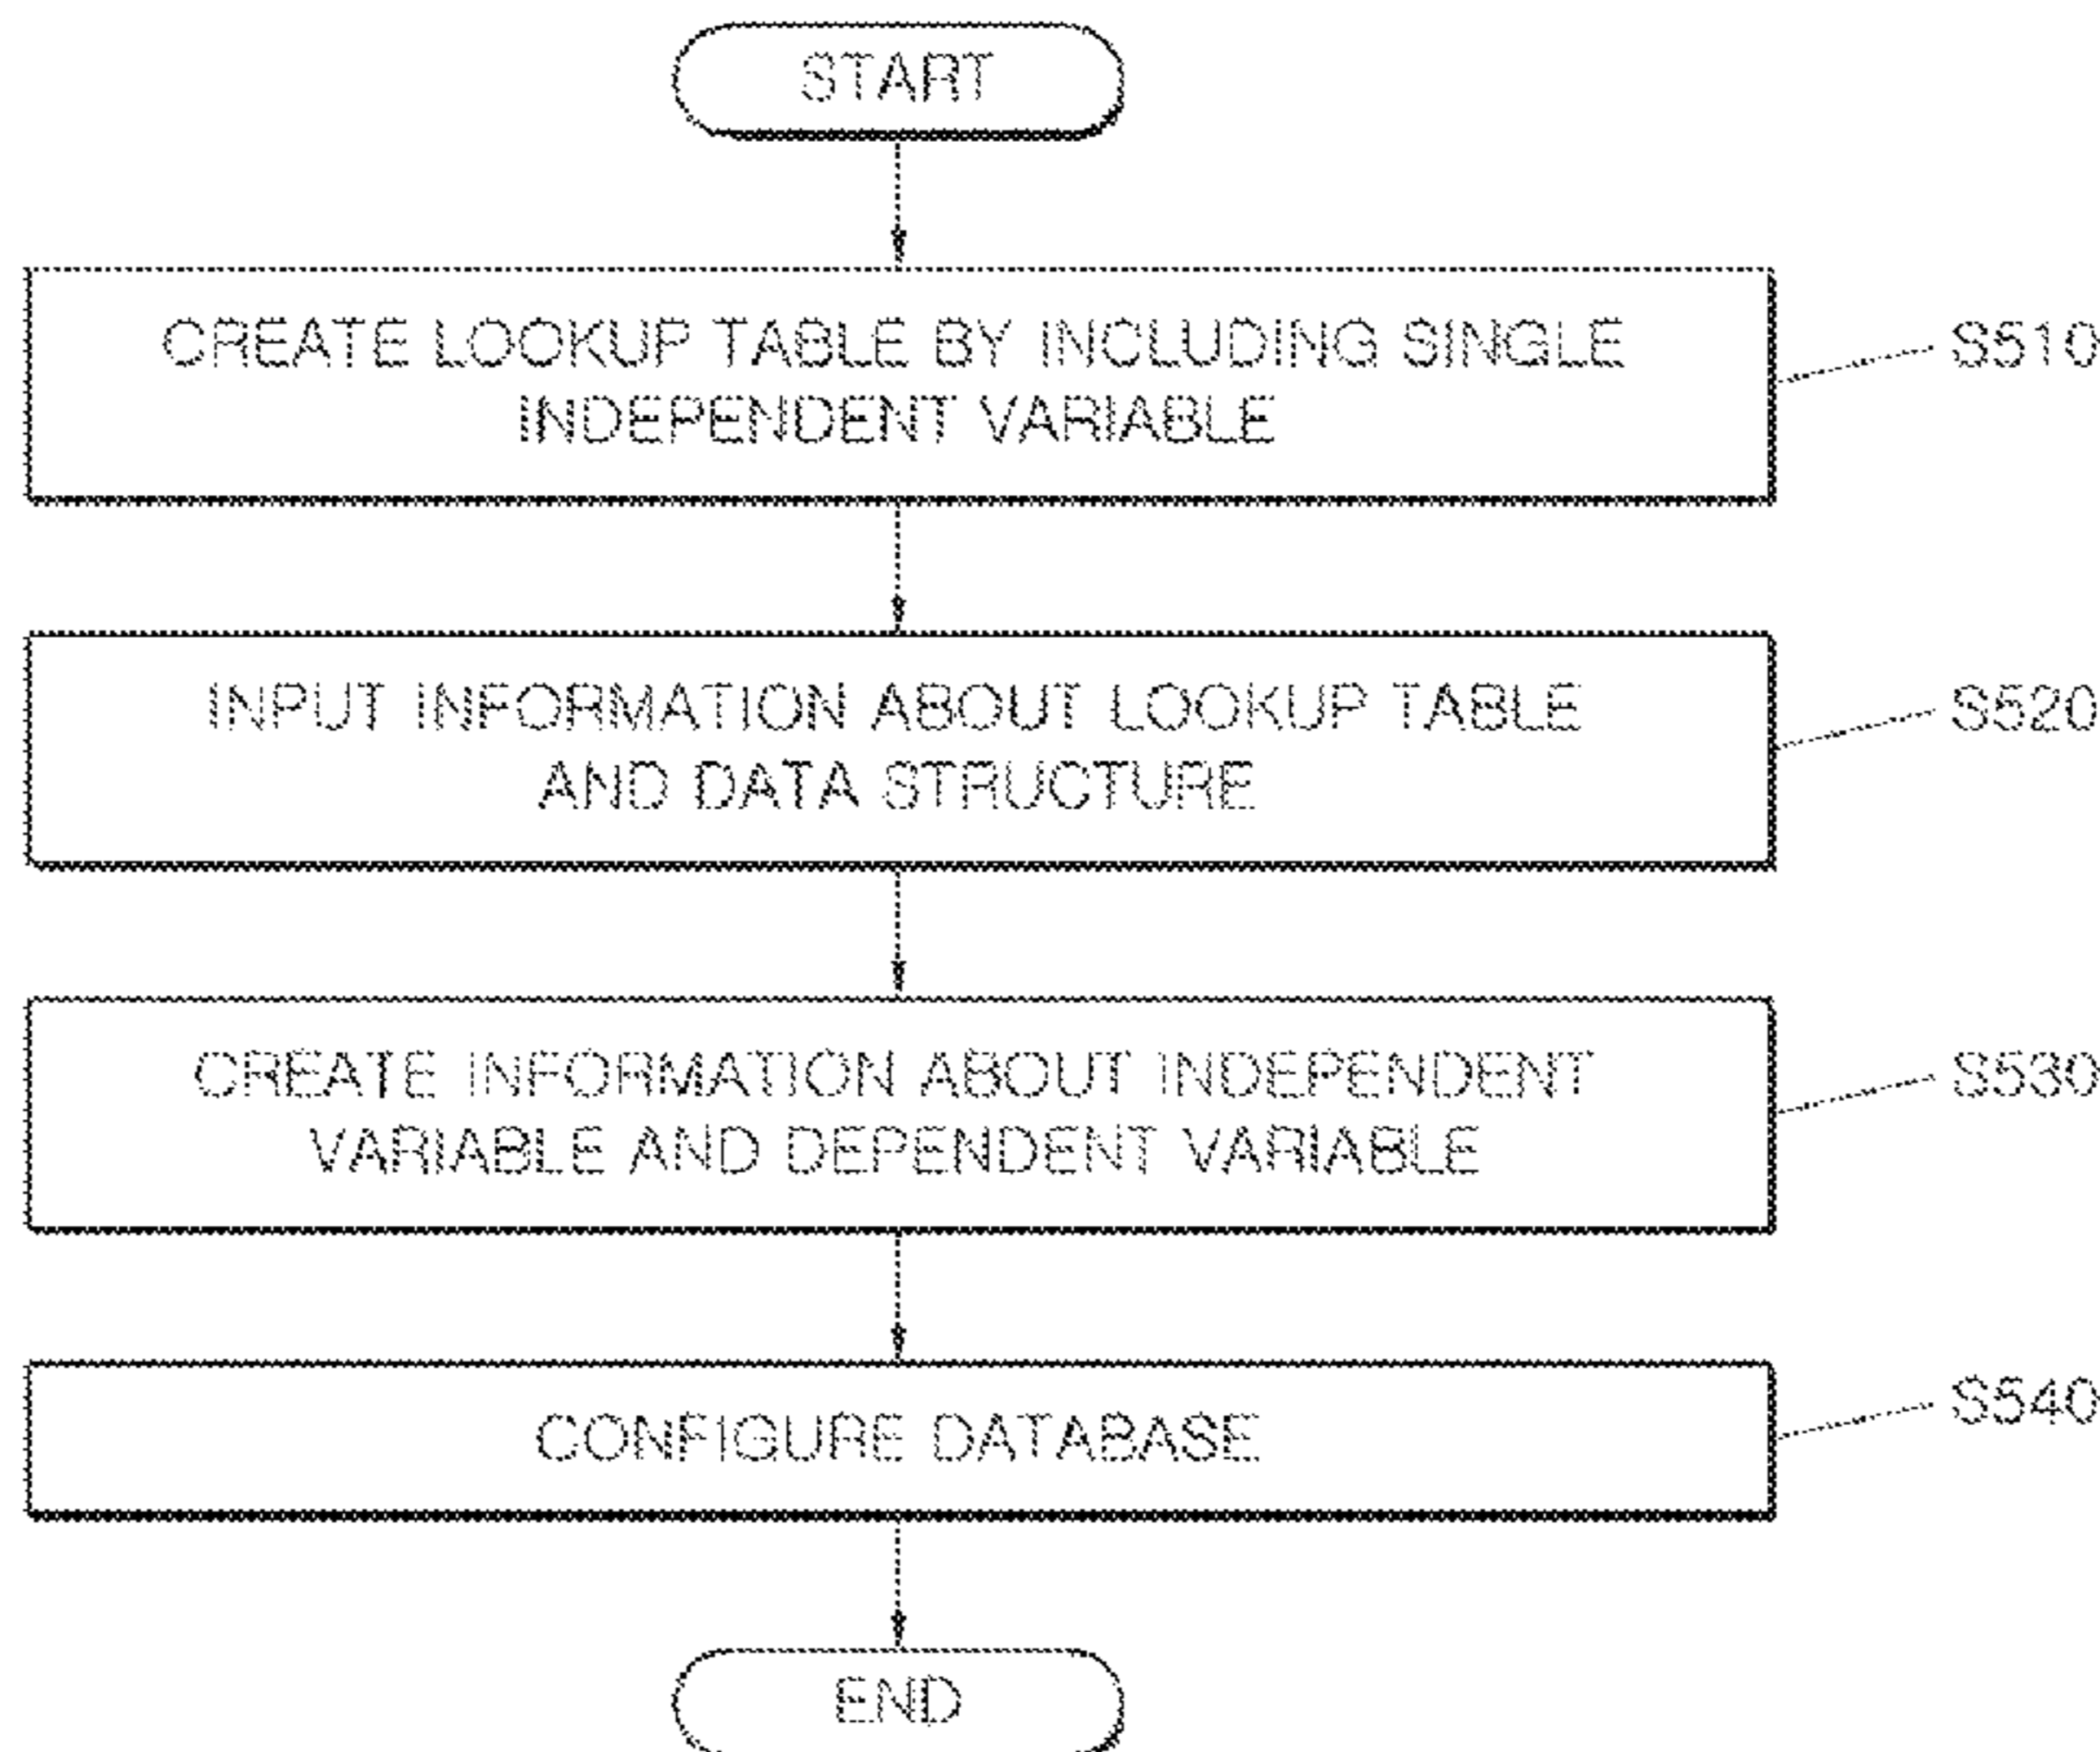 START
CREATE LOOKUP TABLE BY INCLUDING SINGLE
INDEPENDENT VARIABLE
S510
INPUT INFORMATION ABOUT LOOKUP TABLE
AND DATA STRUCTURE
S520
CREATE INFORMATION ABOUT INDEPENDENT
VARIABLE AND DEPENDENT VARIABLE
S530
CONFIGURE DATABASE
S540
END